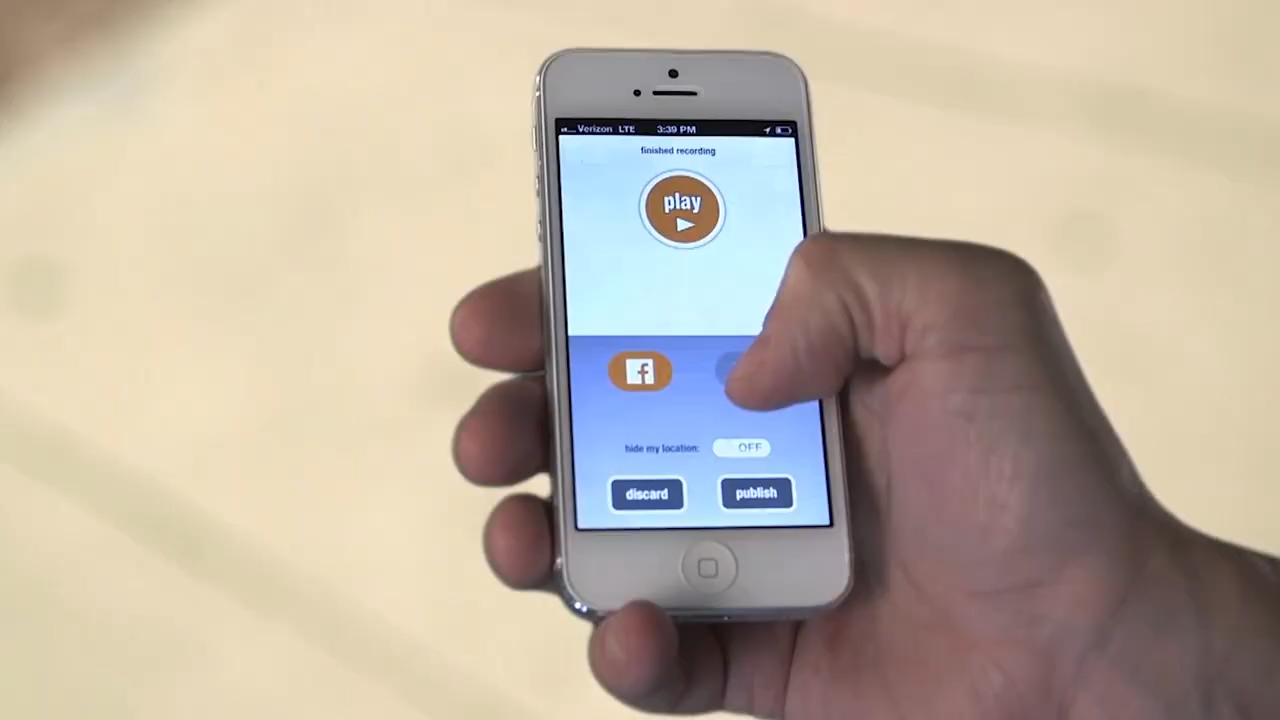 Verizon LTE 3:39 PM
finished recording
play
f
hide my location: OFF
discard publish